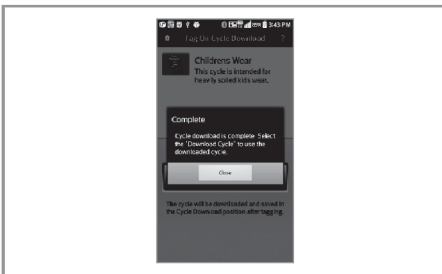 3:43 PM
Tag On Cycle Download ?
Childrens Wear
This cycle is intended for
heavily soiled kids wear.
Complete
Cycle download is complete. Select
the "Download Cycle" to use the
downloaded cycle.
Close
The cycle will be downloaded and saved in
the Cycle Download position after tagging.